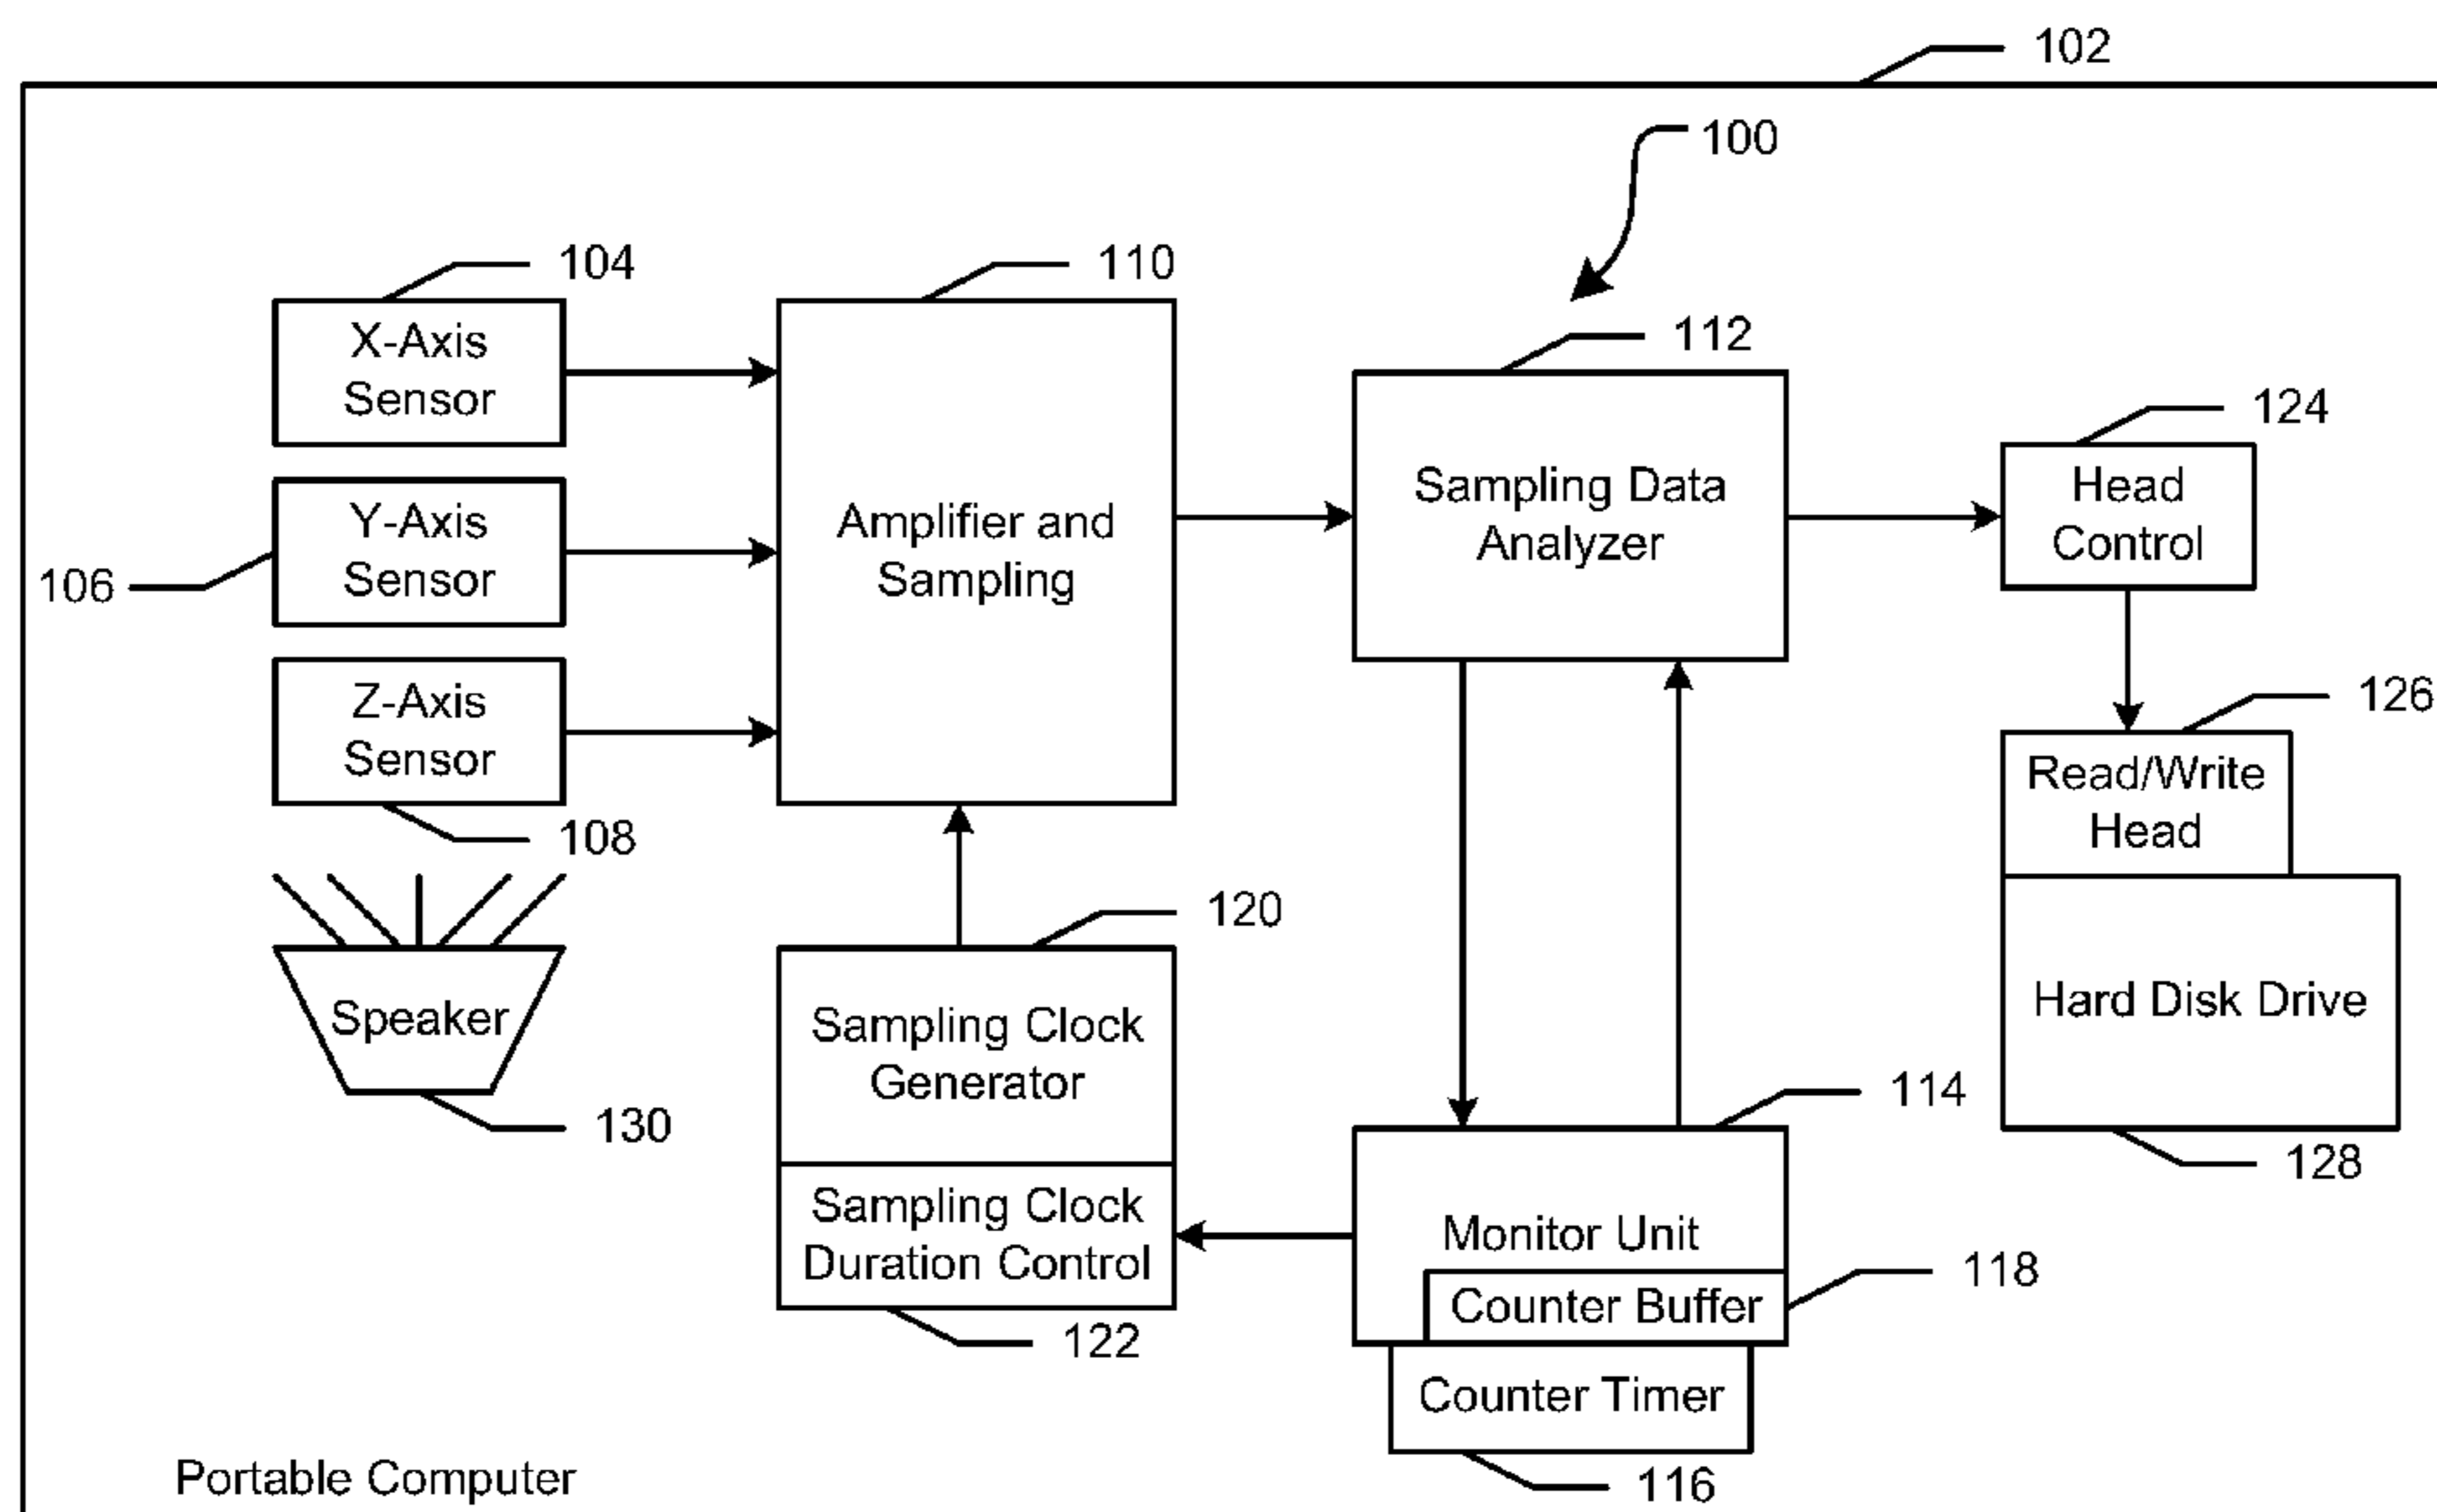 102
100
104
X-Axis
Sensor
110
112
124
Y-Axis
Sensor
106
Amplifier and
Sampling
Sampling Data
Analyzer
Head
Control
Z-Axis
Sensor
108
126
Read/Write
Head
120
Speaker
130
Sampling Clock
Generator
Hard Disk Drive
128
114
Sampling Clock
Duration Control
122
Monitor Unit
118
Counter Buffer
Counter Timer
116
Portable Computer